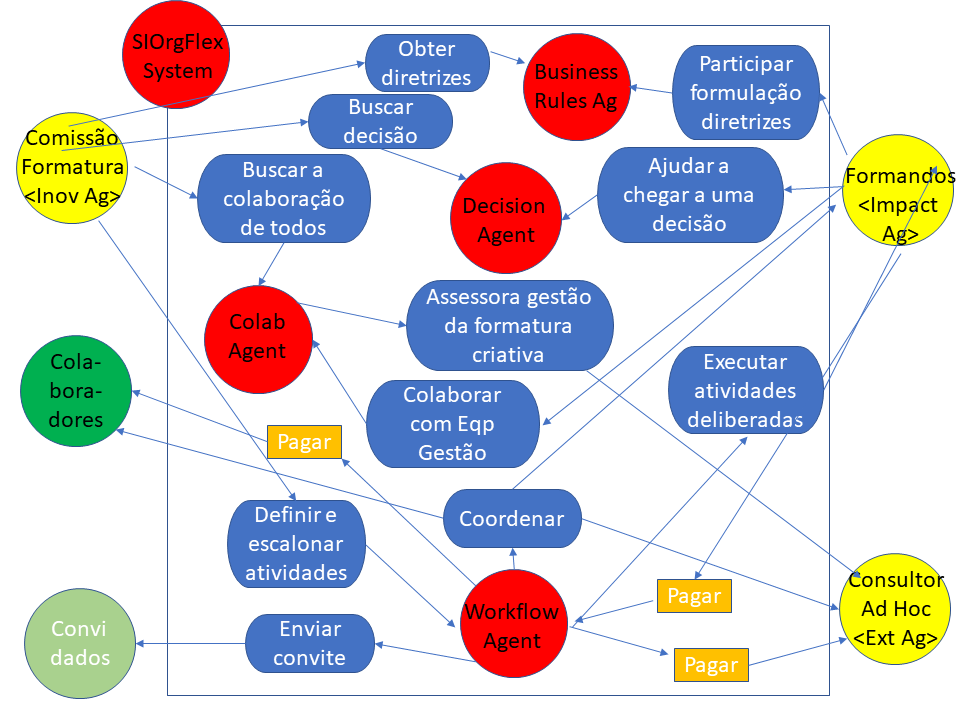 SIOrgFlex
System
Obter
diretrizes
Business
Rules Ag
Participar
formulação
diretrizes
Buscar
decisão
Comissão
Formatura
<Inov Ag>
Buscar a
colaboração
de todos
Decision
Agent
Ajudar a
chegar a uma
decisão
Formandos
<Impact
Ag>
Colab
Agent
Assessora gestão
da formatura
criativa
Cola-
bora-
dores
Colaborar
com Eqp
Gestão
Executar
atividades
deliberadas
Pagar
Definir e
escalonar
atividades
Coordenar
Workflow
Agent
Pagar
Consultor
Ad Hoc
<Ext Ag>
Convi
dados
Enviar
convite
Pagar